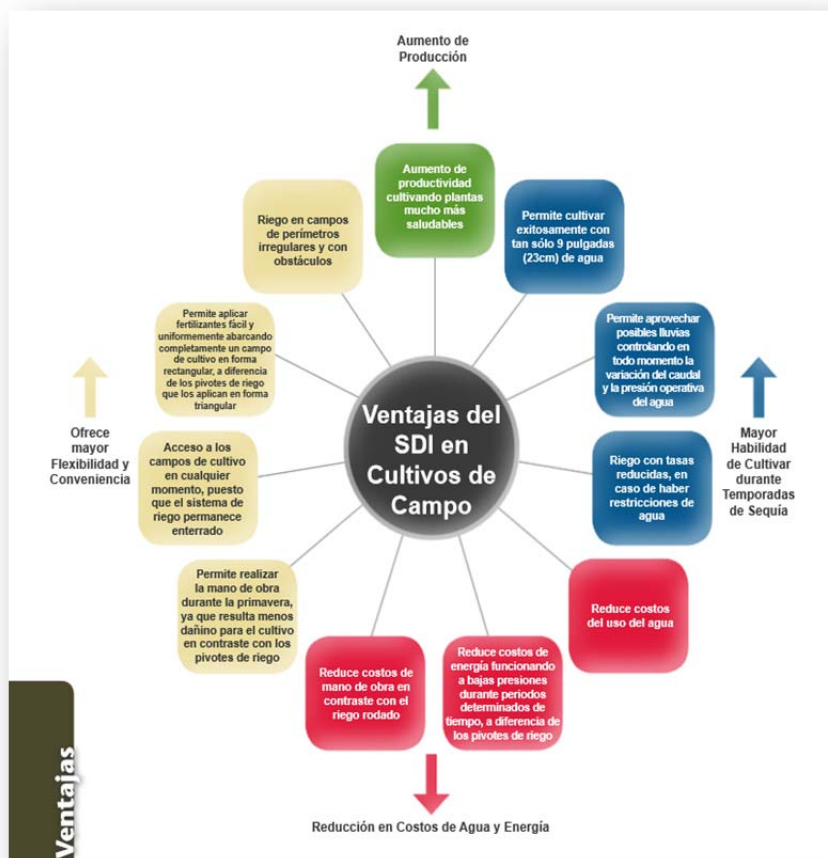 Aumento de
Producción
Aumento de
productividad
cultivando plantas
mucho más
saludables
Permite cultivar
exitosamente con
tan sólo 9 pulgadas
(23cm) de agua
Permite aprovechar
posibles lluvias
controlando en
todo momento la
variación del caudal
y la presión operativa
del agua
Riego con tasas
reducidas, en
caso de haber
restricciones de
agua
Mayor
Habilidad
de Cultivar
durante
Temporadas
de Sequía
Reduce costos
del uso del agua
Reduce costos de
energía funcionando
a bajas presiones
durante periodos
determinados de
tiempo, a diferencia de
los pivotes de riego
Reduce costos de
mano de obra en
contraste con el
riego rodado
Reducción en Costos de Agua y Energía
Permite realizar
la mano de obra
durante la primavera,
ya que resulta menos
dañino para el cultivo
en contraste con los
pivotes de riego
Acceso a los
campos de cultivo
en cualquier
momento, puesto
que el sistema de
riego permanece
enterrado
Permite aplicar
fertilizantes fácil y
uniformemente abarcando
completamente un campo
de cultivo en forma
rectangular, a diferencia
de los pivotes de riego
que los aplican en forma
triangular
Riego en campos
de perímetros
irregulares y con
obstáculos
Ofrece
mayor
Flexibilidad y
Conveniencia
Ventajas del
SDI en
Cultivos de
Campo
Ventajas